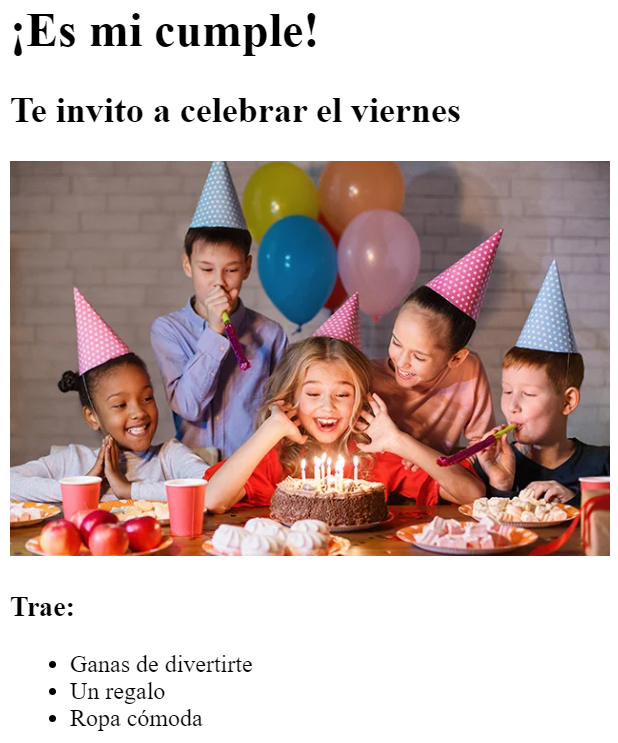 ¡Es mi cumple!
Te invito a celebrar el viernes
Trae:
Ganas de divertirte
Un regalo
Ropa cómoda